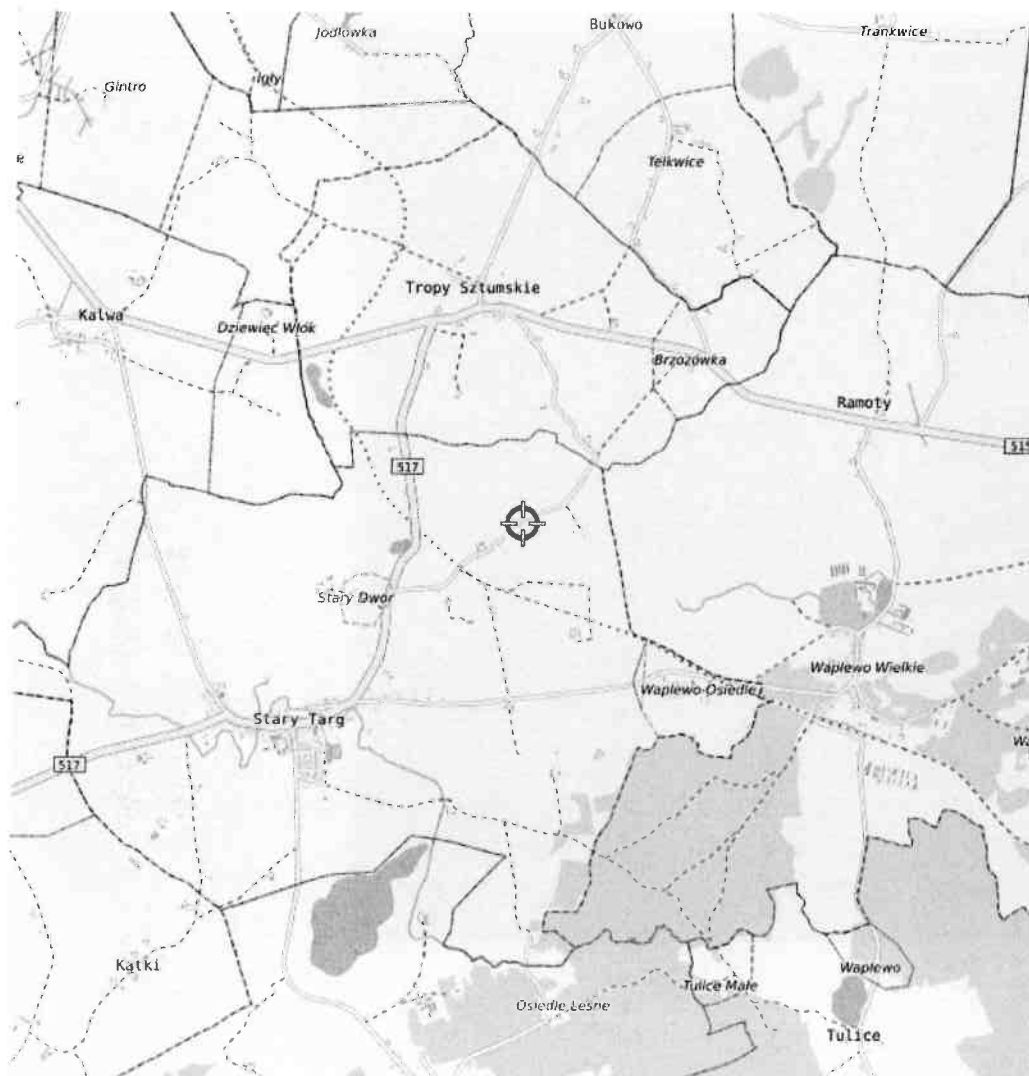 Bukowo
Jodłówka
Trankwice
Gintro
Igły
Telkwice
Tropy Sztumskie
Kalwa
Dziewięć Włók
Brzozówka
Ramoty
515
517
Stary Dwór
Waplewo Wielkie
Waplewo-Osiedle
Stary Targ
Wa
517
Kątki
Waplewo
Tulice Małe
Osiedle Leśne
Tulice